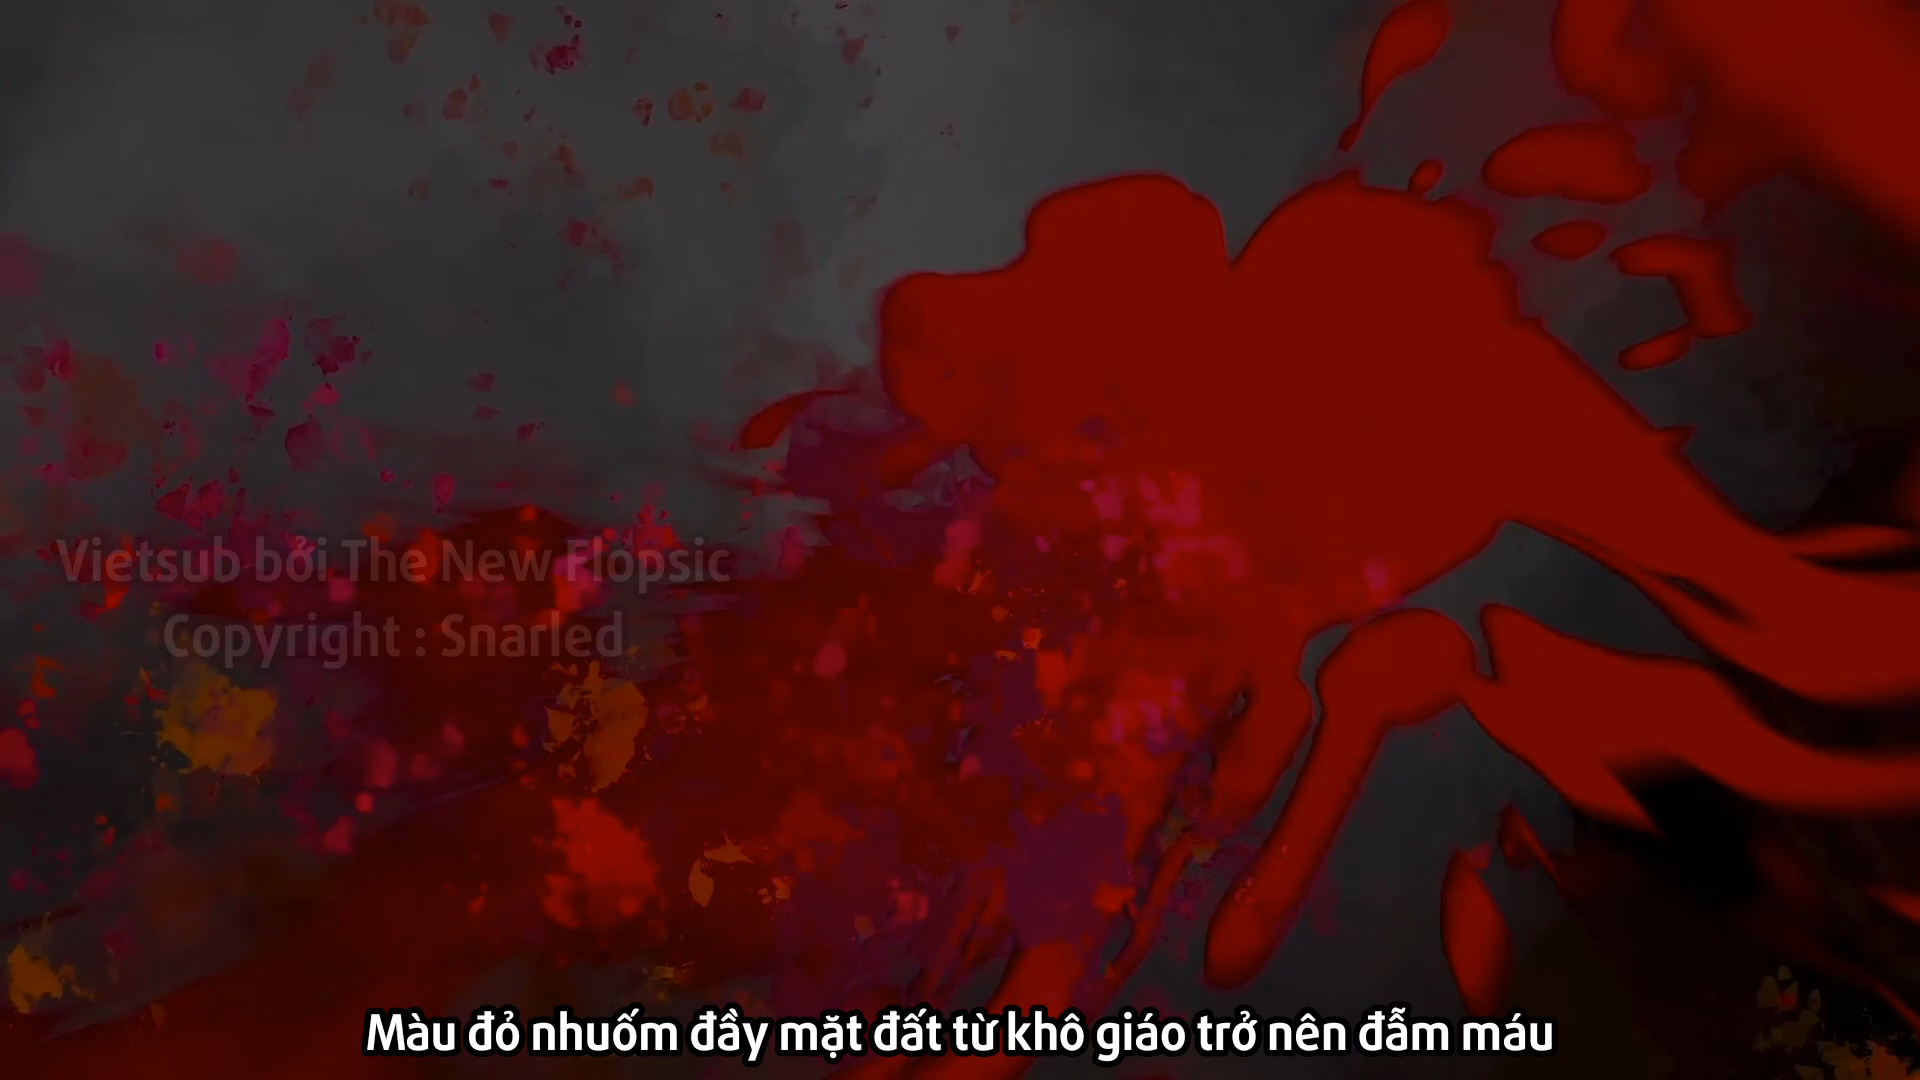 Vietsub bởi The New Flopsic
Copyright : Snarled
Màu đỏ nhuốm đầy mặt đất từ khô giáo trở nên đẫm máu